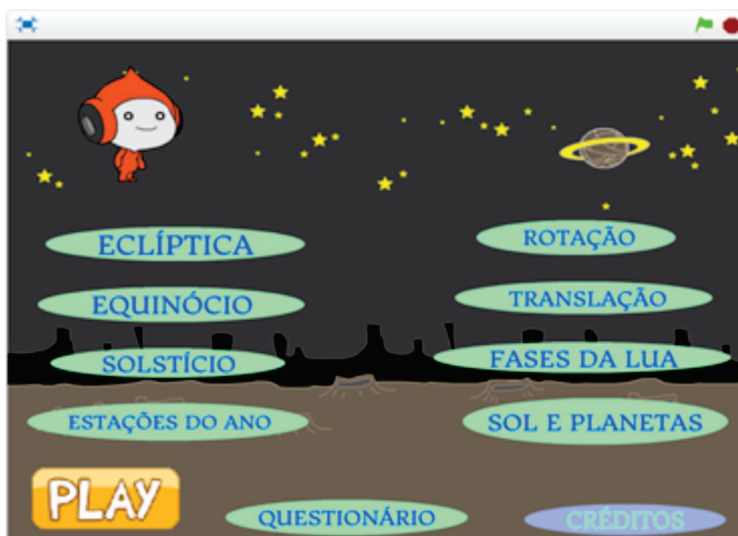 ECLÍPTICA
ROTAÇÃO
EQUINÓCIO
TRANSLAÇÃO
SOLSTÍCIO
FASES DA LUA
ESTAÇÕES DO ANO
SOL E PLANETAS
PLAY
QUESTIONÁRIO
CRÉDITOS